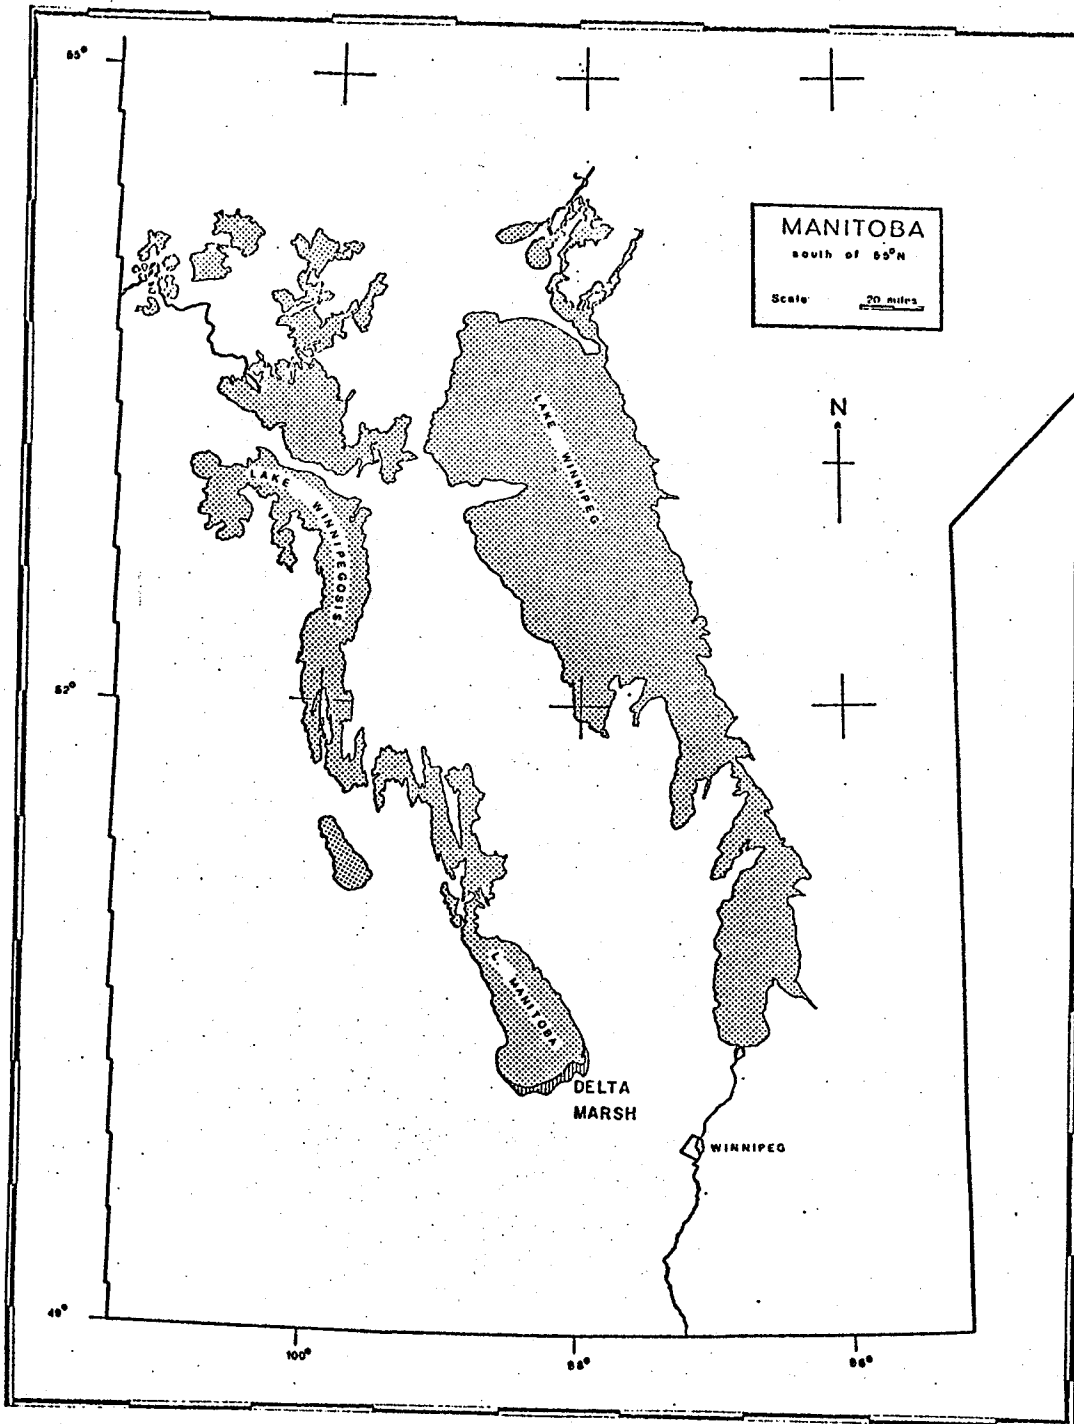 55°
MANITOBA
south of 55°N
Scale: 20 miles
N
LAKE WINNIPEG
LAKE WINNIPEGOSIS
52°
L. MANITOBA
DELTA
MARSH
WINNIPEG
49°
100°
98°
96°